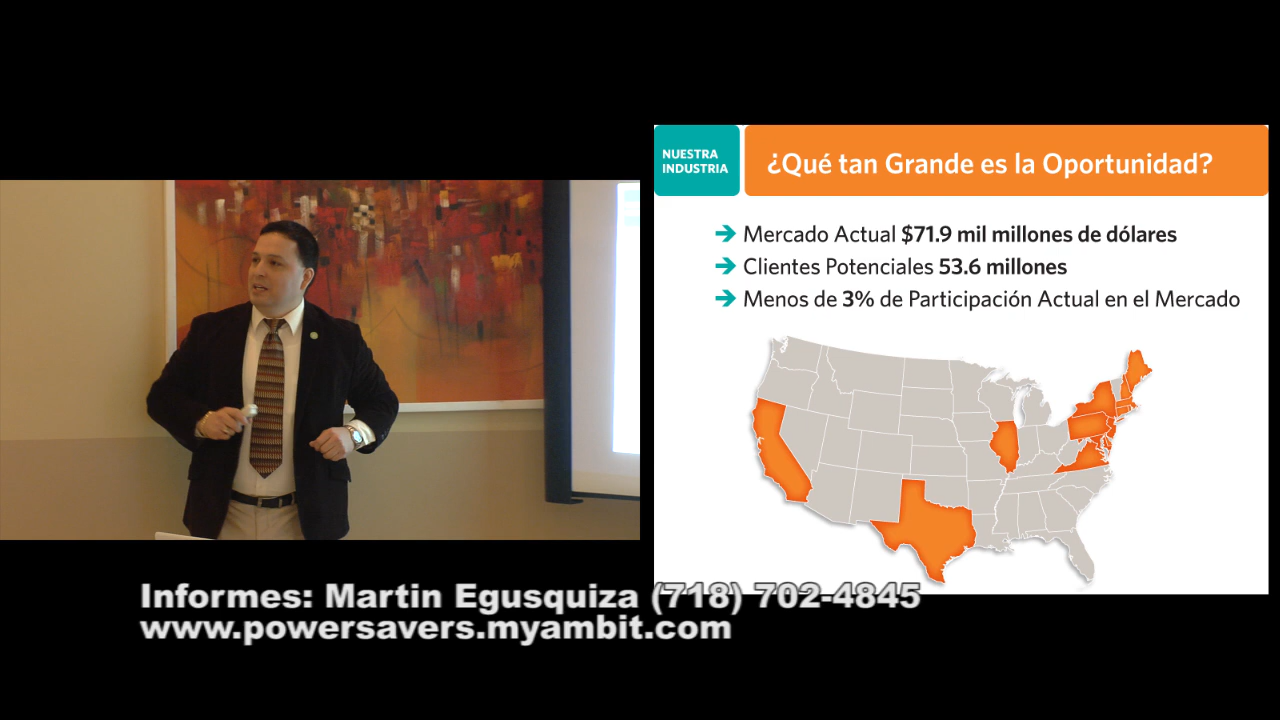 NUESTRA
INDUSTRIA
¿Qué tan Grande es la Oportunidad?
Mercado Actual $71.9 mil millones de dólares
Clientes Potenciales 53.6 millones
Menos de 3% de Participación Actual en el Mercado
Informes: Martin Egusquiza (718) 702-4845
www.powersavers.myambit.com